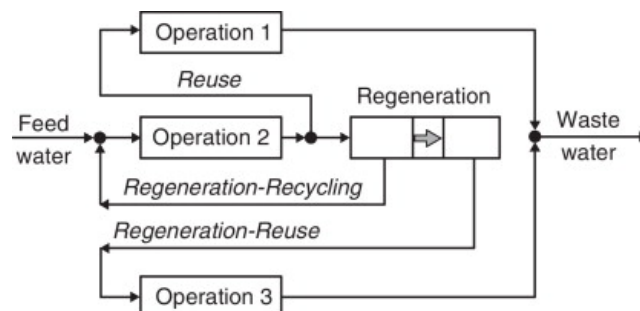 Operation 1
Reuse
Regeneration
Feed
water
Operation 2
Waste
water
Regeneration-Recycling
Regeneration-Reuse
Operation 3